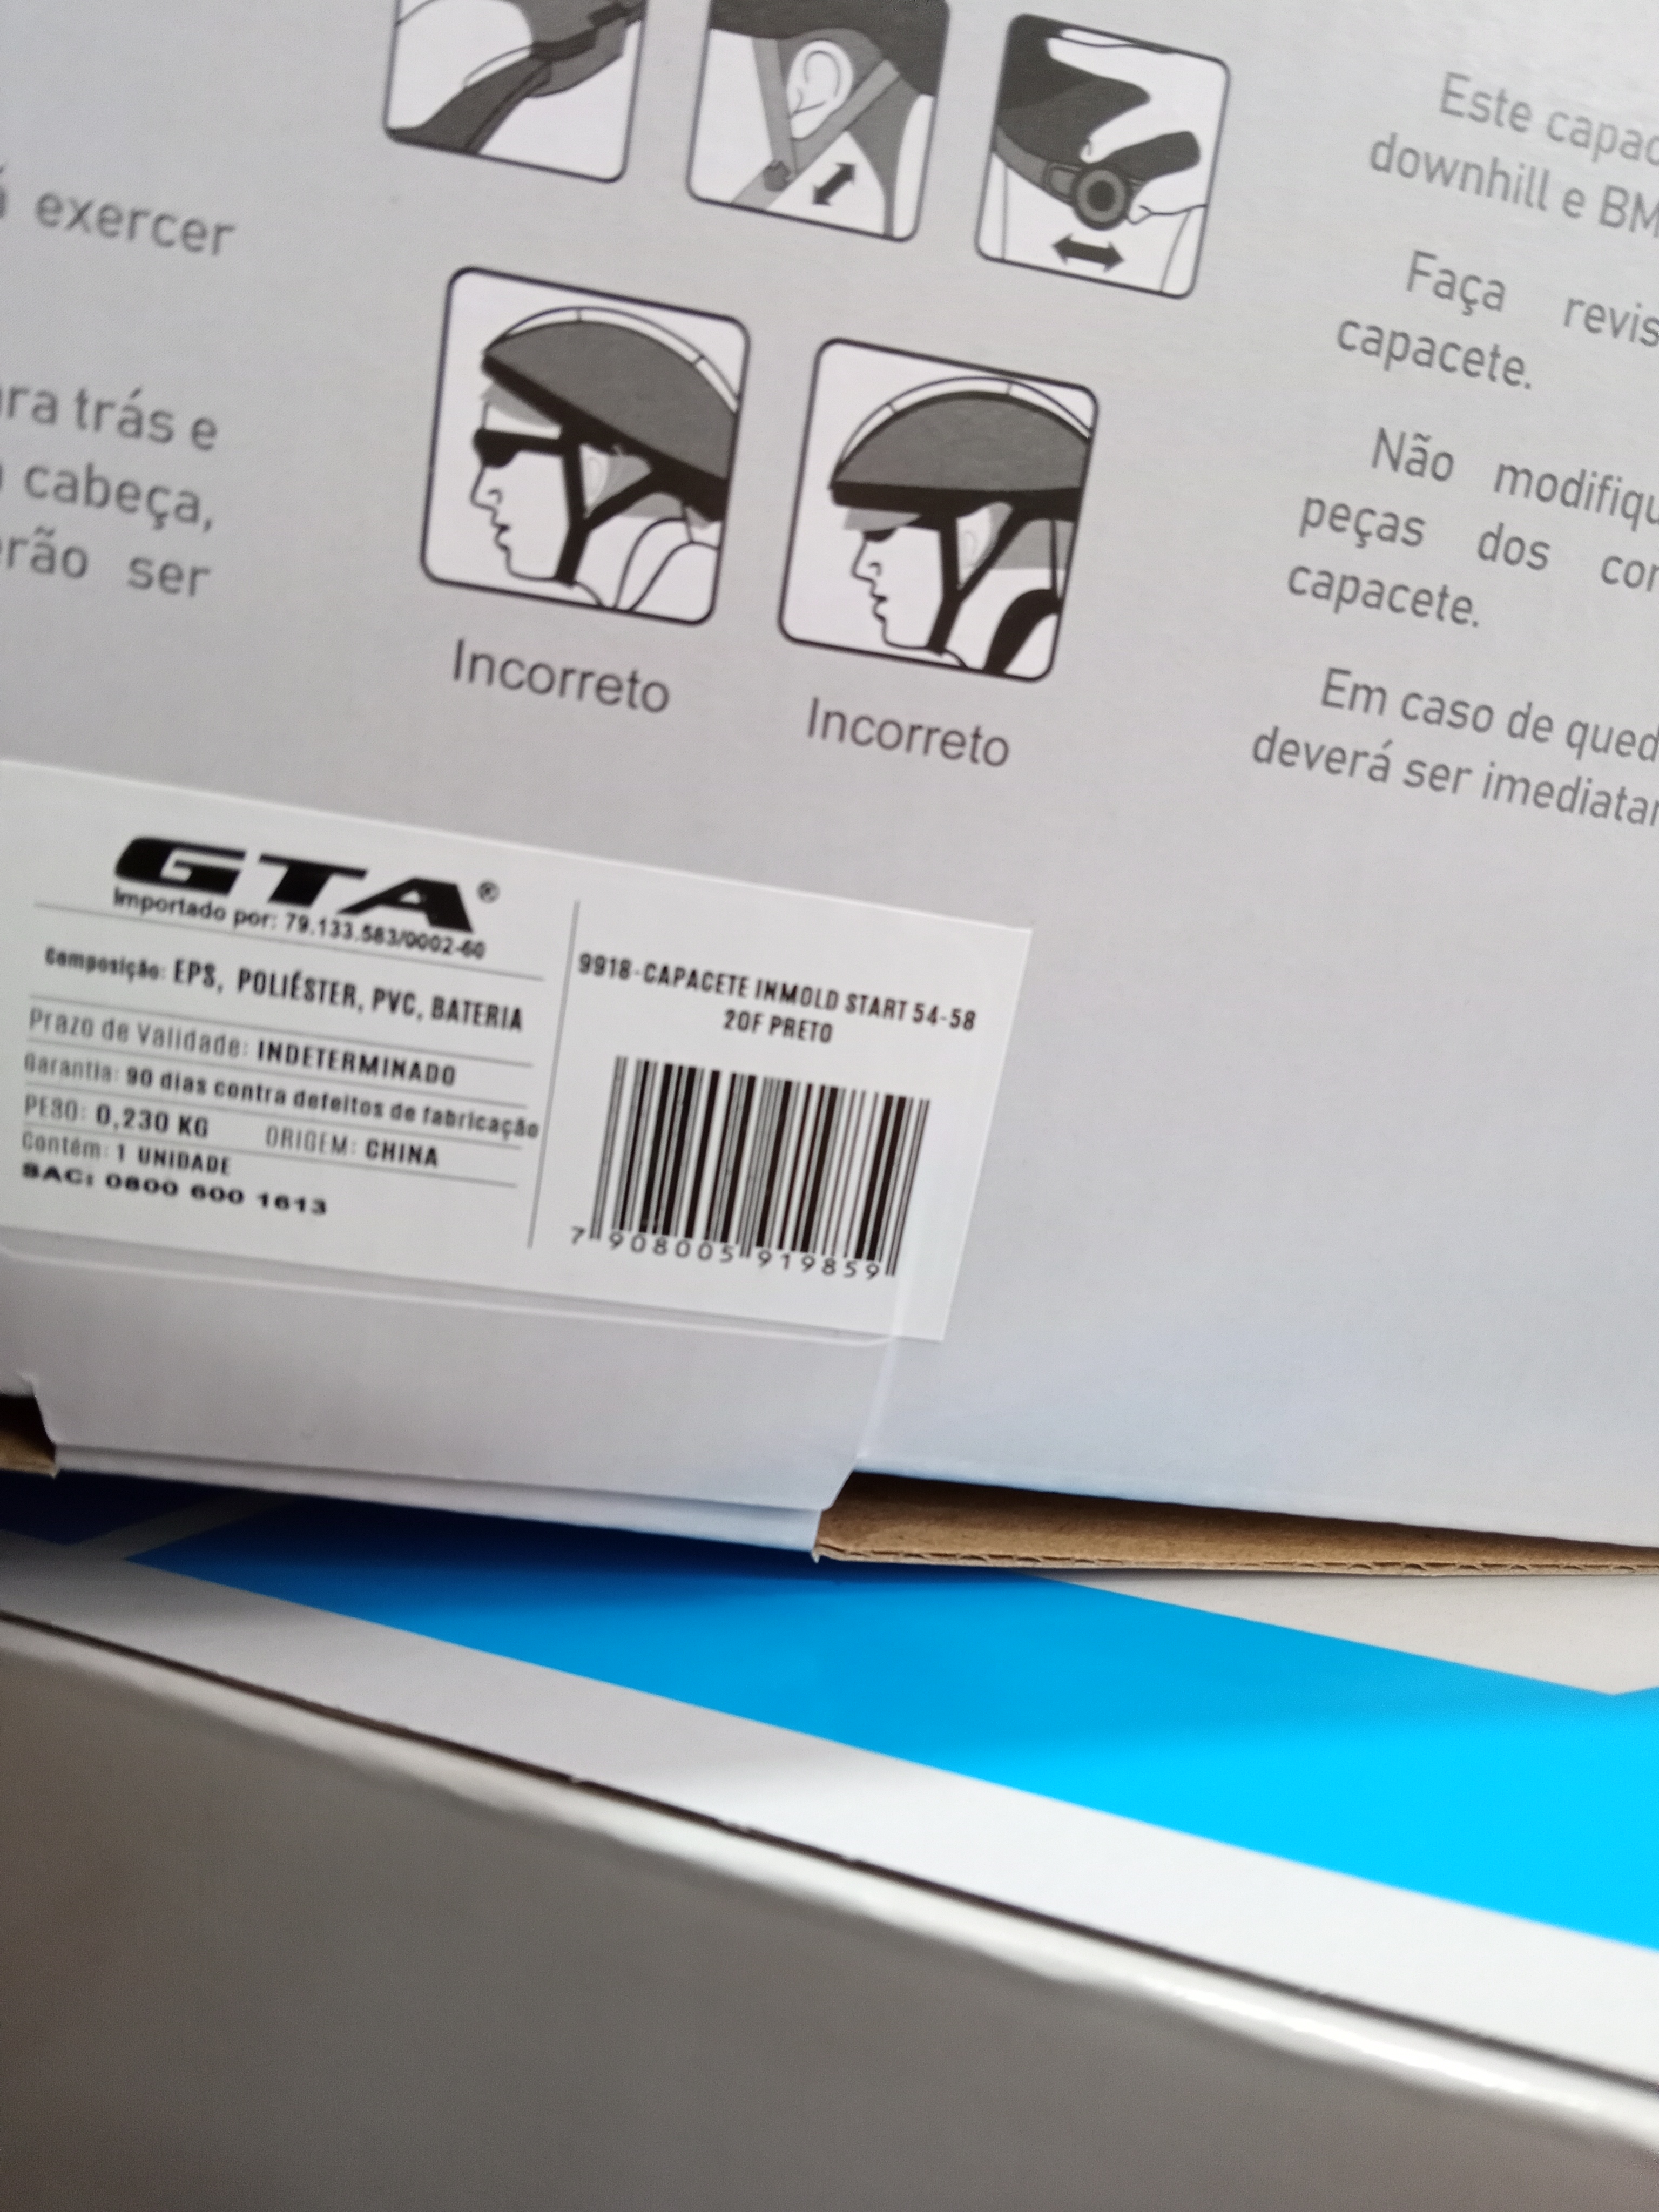 á exercer
ra trás e
cabeça,
rão ser
Incorreto
Incorreto
Este capac
downhill e BM
Faça revis
capacete.
Não modifiqu
peças dos cor
capacete.
Em caso de qued
deverá ser imediatar
GTA®
Importado por: 79.133.583/0002-60
Composição: EPS, POLIÉSTER, PVC, BATERIA
Prazo de Validade: INDETERMINADO
Garantia: 90 dias contra defeitos de fabricação
PESO: 0,230 KG ORIGEM: CHINA
Contém: 1 UNIDADE
SAC: 0800 600 1613
9918-CAPACETE INMOLD START 54-58
20F PRETO
7 908005 919859